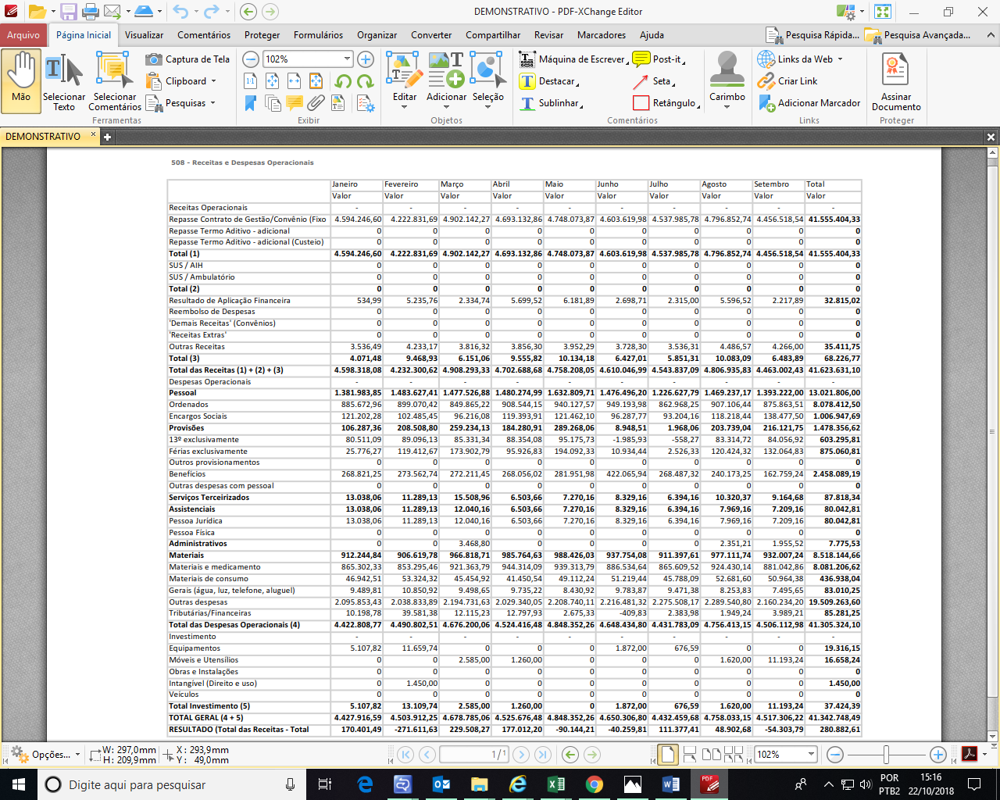 DEMONSTRATIVO - PDF-XChange Editor
Arquivo Página Inicial Visualizar Comentários Proteger Formulários Organizar Converter Compartilhar Revisar Marcadores Ajuda Pesquisa Rápida... Pesquisa Avançada...
Mão
Selecionar Texto
Selecionar Comentários
Captura de Tela
Clipboard
Pesquisas
Ferramentas
102%
Exibir
Editar Adicionar Seleção
Objetos
Máquina de Escrever
Destacar
Sublinhar
Post-it
Seta
Retângulo
Carimbo
Comentários
Links da Web
Criar Link
Adicionar Marcador
Links
Assinar Documento
Proteger
DEMONSTRATIVO
508 - Receitas e Despesas Operacionais
Janeiro Fevereiro Março Abril Maio Junho Julho Agosto Setembro Total
Valor Valor Valor Valor Valor Valor Valor Valor Valor Valor
Receitas Operacionais - - - - - - - - - -
Repasse Contrato de Gestão/Convênio (Fixo 4.594.246,60 4.222.831,69 4.902.142,27 4.693.132,86 4.748.073,87 4.603.619,98 4.537.985,78 4.796.852,74 4.456.518,54 41.555.404,33
Repasse Termo Aditivo - adicional 0 0 0 0 0 0 0 0 0 0
Repasse Termo Aditivo - adicional (Custeio) 0 0 0 0 0 0 0 0 0 0
Total (1) 4.594.246,60 4.222.831,69 4.902.142,27 4.693.132,86 4.748.073,87 4.603.619,98 4.537.985,78 4.796.852,74 4.456.518,54 41.555.404,33
SUS / AIH 0 0 0 0 0 0 0 0 0 0
SUS / Ambulatório 0 0 0 0 0 0 0 0 0 0
Total (2) 0 0 0 0 0 0 0 0 0 0
Resultado de Aplicação Financeira 534,99 5.235,76 2.334,74 5.699,52 6.181,89 2.698,71 2.315,00 5.596,52 2.217,89 32.815,02
Reembolso de Despesas 0 0 0 0 0 0 0 0 0 0
'Demais Receitas' (Convênios) 0 0 0 0 0 0 0 0 0 0
'Receitas Extras' 0 0 0 0 0 0 0 0 0 0
Outras Receitas 3.536,49 4.233,17 3.816,32 3.856,30 3.952,29 3.728,30 3.536,31 4.486,57 4.266,00 35.411,75
Total (3) 4.071,48 9.468,93 6.151,06 9.555,82 10.134,18 6.427,01 5.851,31 10.083,09 6.483,89 68.226,77
Total das Receitas (1) + (2) + (3) 4.598.318,08 4.232.300,62 4.908.293,33 4.702.688,68 4.758.208,05 4.610.046,99 4.543.837,09 4.806.935,83 4.463.002,43 41.623.631,10
Despesas Operacionais - - - - - - - - - -
Pessoal 1.381.983,85 1.483.627,41 1.477.526,88 1.480.274,99 1.632.809,71 1.476.496,20 1.226.627,79 1.469.237,17 1.393.222,00 13.021.806,00
Ordenados 885.672,96 899.070,42 849.865,22 908.544,15 940.127,57 949.193,98 862.968,25 907.106,44 875.863,51 8.078.412,50
Encargos Sociais 121.202,28 102.485,45 96.216,08 119.393,91 121.462,10 96.287,77 93.204,16 118.218,44 138.477,50 1.006.947,69
Provisões 106.287,36 208.508,80 259.234,13 184.280,91 289.268,06 8.948,51 1.968,06 203.739,04 216.121,75 1.478.356,62
13º exclusivamente 80.511,09 89.096,13 85.331,34 88.354,08 95.175,73 -1.985,93 -558,27 83.314,72 84.056,92 603.295,81
Férias exclusivamente 25.776,27 119.412,67 173.902,79 95.926,83 194.092,33 10.934,44 2.526,33 120.424,32 132.064,83 875.060,81
Outros provisionamentos 0 0 0 0 0 0 0 0 0 0
Benefícios 268.821,25 273.562,74 272.211,45 268.056,02 281.951,98 422.065,94 268.487,32 240.173,25 162.759,24 2.458.089,19
Outras despesas com pessoal 0 0 0 0 0 0 0 0 0 0
Serviços Terceirizados 13.038,06 11.289,13 15.508,96 6.503,66 7.270,16 8.329,16 6.394,16 10.320,37 9.164,68 87.818,34
Assistenciais 13.038,06 11.289,13 12.040,16 6.503,66 7.270,16 8.329,16 6.394,16 7.969,16 7.209,16 80.042,81
Pessoa Jurídica 13.038,06 11.289,13 12.040,16 6.503,66 7.270,16 8.329,16 6.394,16 7.969,16 7.209,16 80.042,81
Pessoa Física 0 0 0 0 0 0 0 0 0 0
Administrativos 0 0 3.468,80 0 0 0 0 2.351,21 1.955,52 7.775,53
Materiais 912.244,84 906.619,78 966.818,71 985.764,63 988.426,03 937.754,08 911.397,61 977.111,74 932.007,24 8.518.144,66
Materiais e medicamento 865.302,33 853.295,46 921.363,79 944.314,09 939.313,79 886.534,64 865.609,52 924.430,14 881.042,86 8.081.206,62
Materiais de consumo 46.942,51 53.324,32 45.454,92 41.450,54 49.112,24 51.219,44 45.788,09 52.681,60 50.964,38 436.938,04
Gerais (água, luz, telefone, aluguel) 9.489,81 10.850,92 9.498,65 9.735,22 8.430,92 9.783,87 9.471,38 8.253,83 7.495,65 83.010,25
Outras despesas 2.095.853,43 2.038.833,89 2.194.731,63 2.029.340,05 2.208.740,11 2.216.481,32 2.275.508,17 2.289.540,80 2.160.234,20 19.509.263,60
Tributárias/Financeiras 10.198,78 39.581,38 12.115,23 12.797,93 2.675,33 -409,83 2.383,98 1.949,24 3.989,21 85.281,25
Total das Despesas Operacionais (4) 4.422.808,77 4.490.802,51 4.676.200,06 4.524.416,48 4.848.352,26 4.648.434,80 4.431.783,09 4.756.413,15 4.506.112,98 41.305.324,10
Investimento - - - - - - - - - -
Equipamentos 5.107,82 11.659,74 0 0 0 1.872,00 676,59 0 0 19.316,15
Móveis e Utensílios 0 0 2.585,00 1.260,00 0 0 0 1.620,00 11.193,24 16.658,24
Obras e Instalações 0 0 0 0 0 0 0 0 0 0
Intangível (Direito e uso) 0 1.450,00 0 0 0 0 0 0 0 1.450,00
Veículos 0 0 0 0 0 0 0 0 0 0
Total Investimento (5) 5.107,82 13.109,74 2.585,00 1.260,00 0 1.872,00 676,59 1.620,00 11.193,24 37.424,39
TOTAL GERAL (4 + 5) 4.427.916,59 4.503.912,25 4.678.785,06 4.525.676,48 4.848.352,26 4.650.306,80 4.432.459,68 4.758.033,15 4.517.306,22 41.342.748,49
RESULTADO (Total das Receitas - Total 170.401,49 -271.611,63 229.508,27 177.012,20 -90.144,21 -40.259,81 111.377,41 48.902,68 -54.303,79 280.882,61
Opções... W: 297,0mm X: 293,9mm 1/1 102%
H: 209,9mm Y: 49,0mm
Digite aqui para pesquisar
POR 15:16
PTB2 22/10/2018